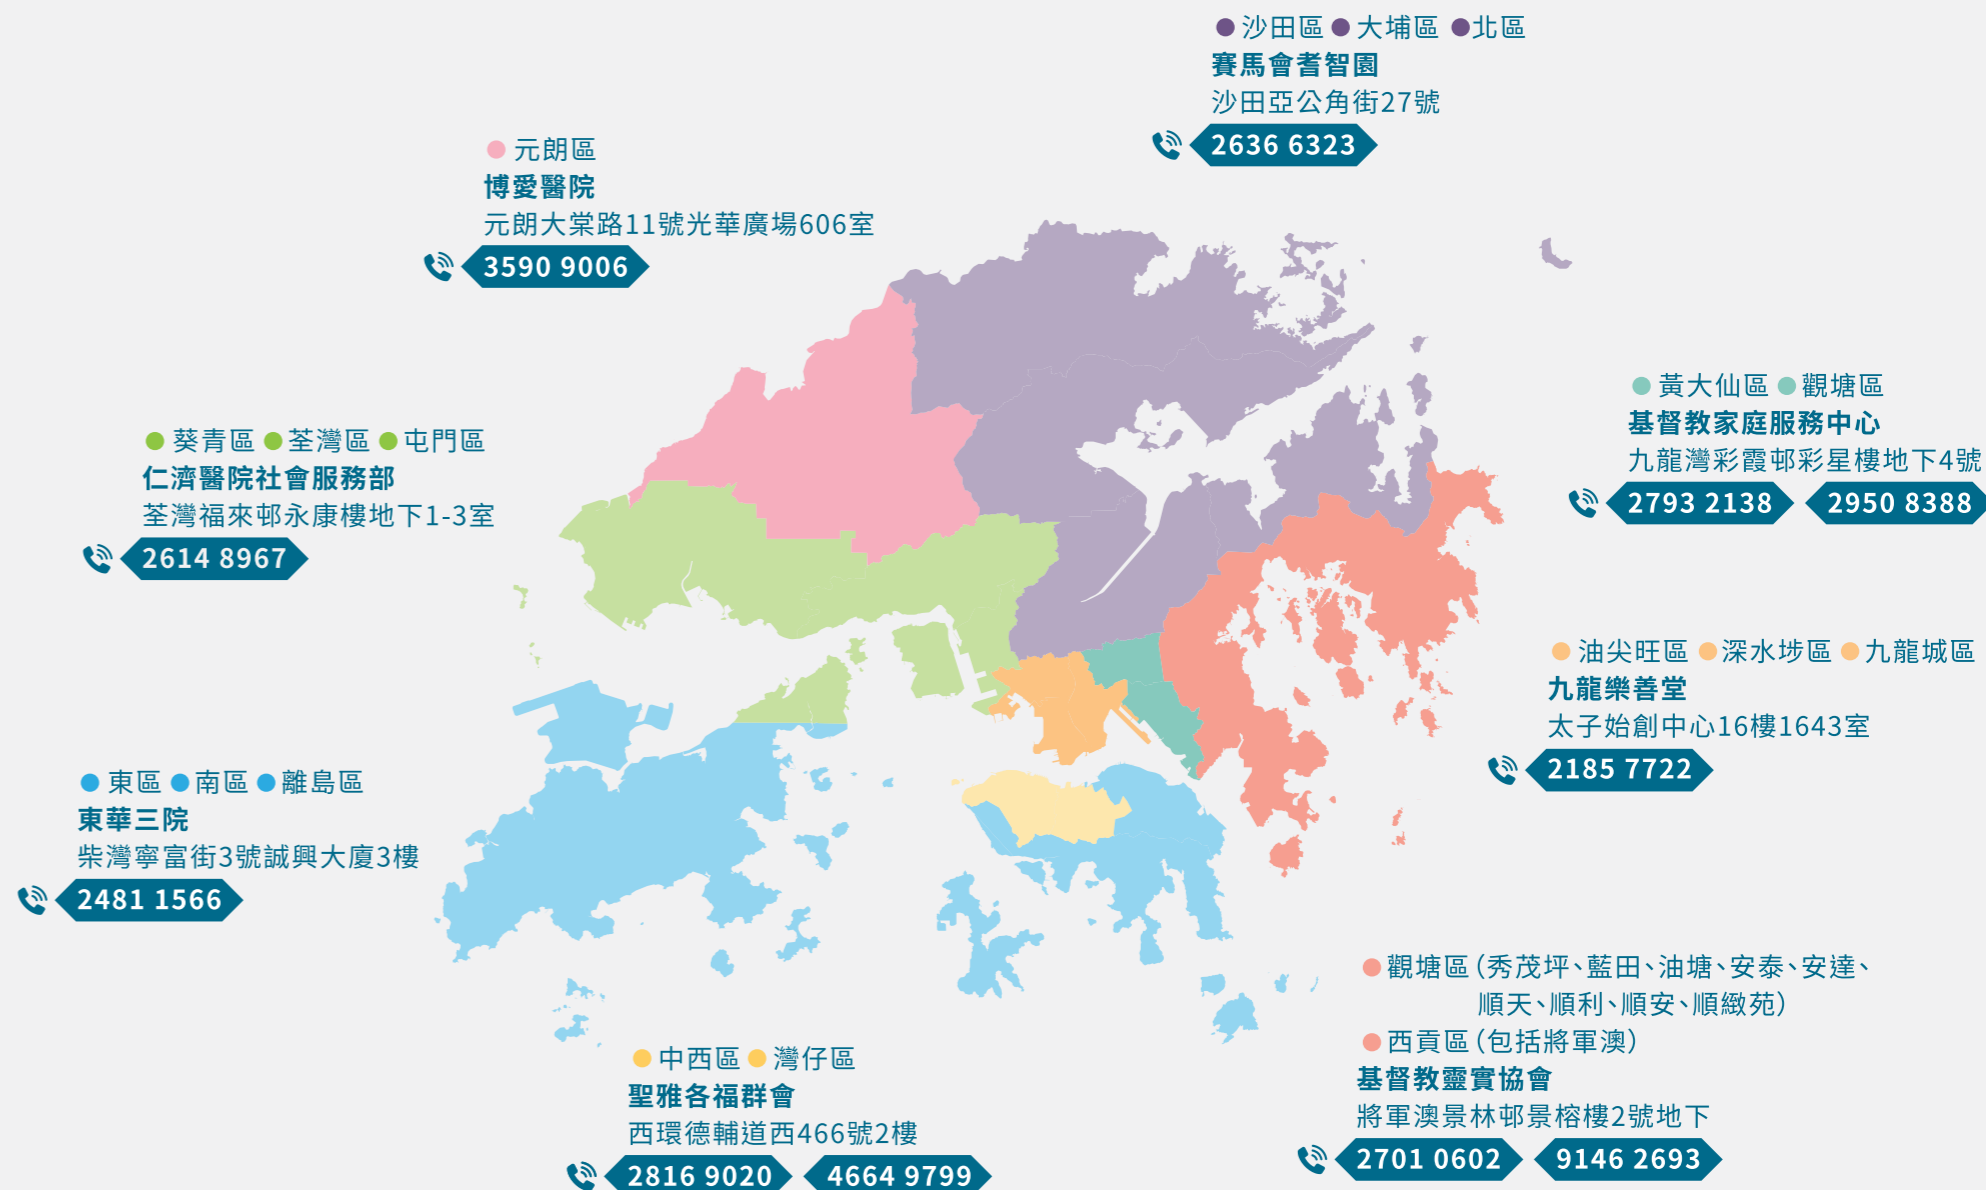 沙田區 大埔區 北區
賽馬會耆智園
沙田亞公角街27號
2636 6323
元朗區
博愛醫院
元朗大棠路11號光華廣場606室
3590 9006
黃大仙區 觀塘區
基督教家庭服務中心
九龍灣彩霞邨彩星樓地下4號
2793 2138 2950 8388
葵青區 荃灣區 屯門區
仁濟醫院社會服務部
荃灣福來邨永康樓地下1-3室
2614 8967
油尖旺區 深水埗區 九龍城區
九龍樂善堂
太子始創中心16樓1643室
2185 7722
東區 南區 離島區
東華三院
柴灣寧富街3號誠興大廈3樓
2481 1566
觀塘區（秀茂坪、藍田、油塘、安泰、安達、
順天、順利、順安、順緻苑）
西貢區（包括將軍澳）
基督教靈實協會
將軍澳景林邨景榕樓2號地下
2701 0602 9146 2693
中西區 灣仔區
聖雅各福群會
西環德輔道西466號2樓
2816 9020 4664 9799